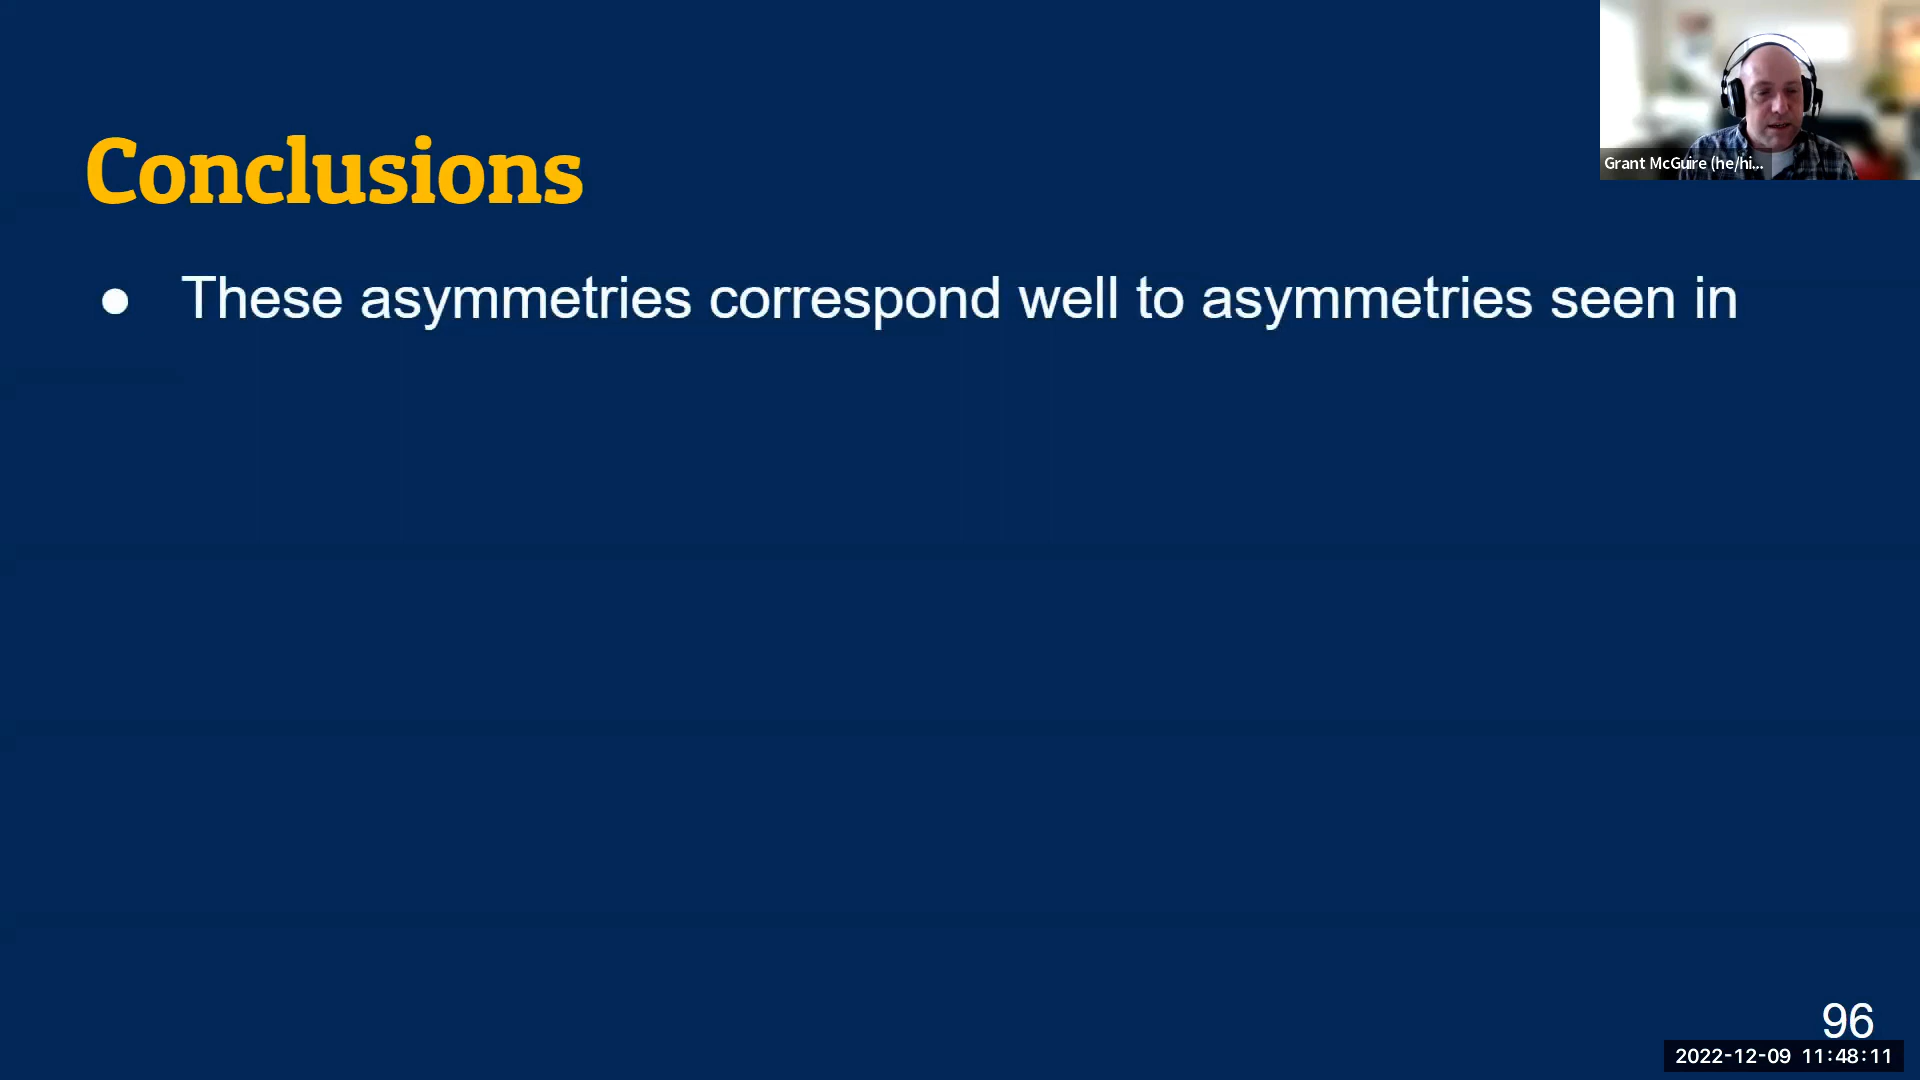 Grant McGuire (he/hi...
Conclusions
● These asymmetries correspond well to asymmetries seen in
96
2022-12-09 11:48:11